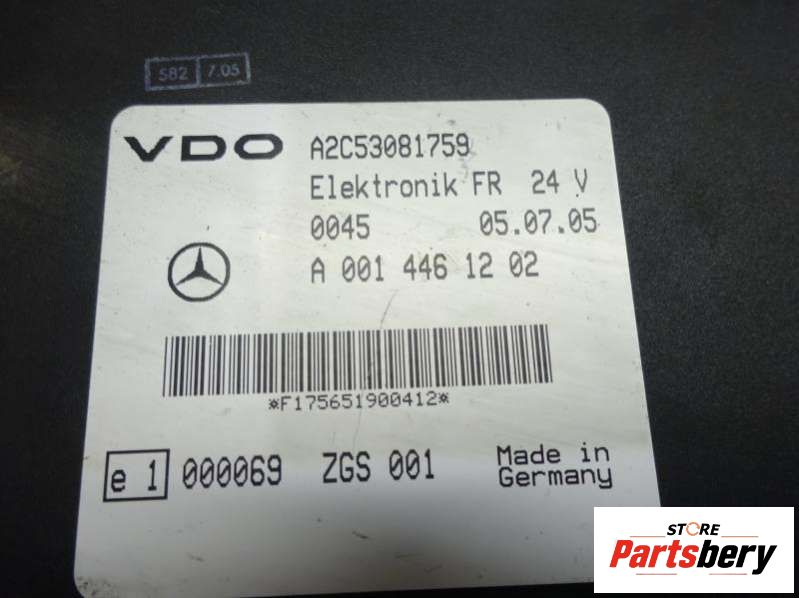 582 7.05
VDO A2C53081759
Elektronik FR 24 V
0045 05.07.05
A 001 446 12 02
*F175651900412*
e 1 000069 ZGS 001 Made in
Germany
STORE
Partsbery